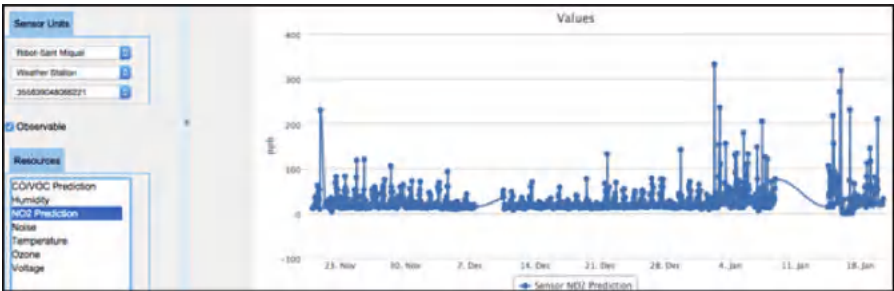 Sensor Units
Ribot-Sant Miquel
Weather Station
Observable
Resources
CO/VOC Prediction
Humidity
NO2 Prediction
Noise
Temperature
Ozone
Voltage
Values
400
300
200
100
0
-100
ppb
23. Nov
30. Nov
7. Dec
14. Dec
21. Dec
28. Dec
4. Jan
11. Jan
18. Jan
Sensor NO2 Prediction